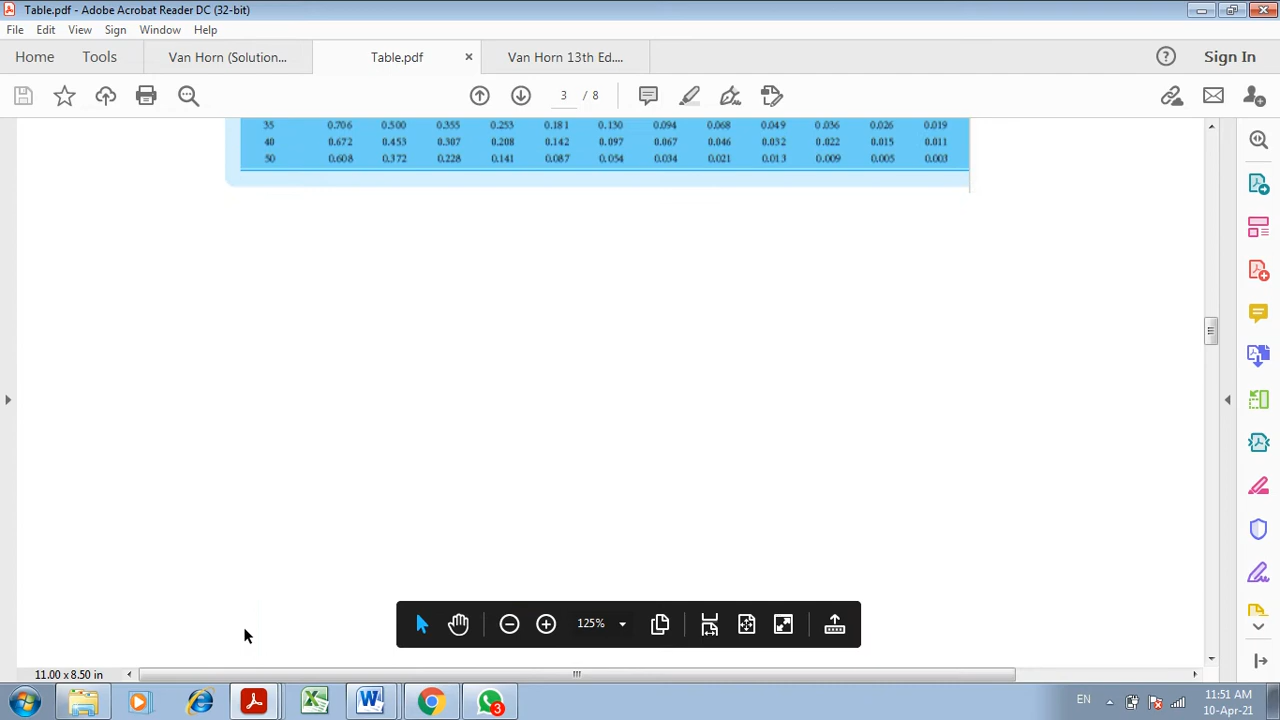 Table.pdf - Adobe Acrobat Reader DC (32-bit)
File Edit View Sign Window Help
Home Tools Van Horn (Solution... Table.pdf × Van Horn 13th Ed.... ? Sign In
3 / 8
35 0.706 0.500 0.355 0.253 0.181 0.130 0.094 0.068 0.049 0.036 0.026 0.019
40 0.672 0.453 0.307 0.208 0.142 0.097 0.067 0.046 0.032 0.022 0.015 0.011
50 0.608 0.372 0.228 0.141 0.087 0.054 0.034 0.021 0.013 0.009 0.005 0.003
125%
11.00 x 8.50 in
3
EN
11:51 AM
10-Apr-21